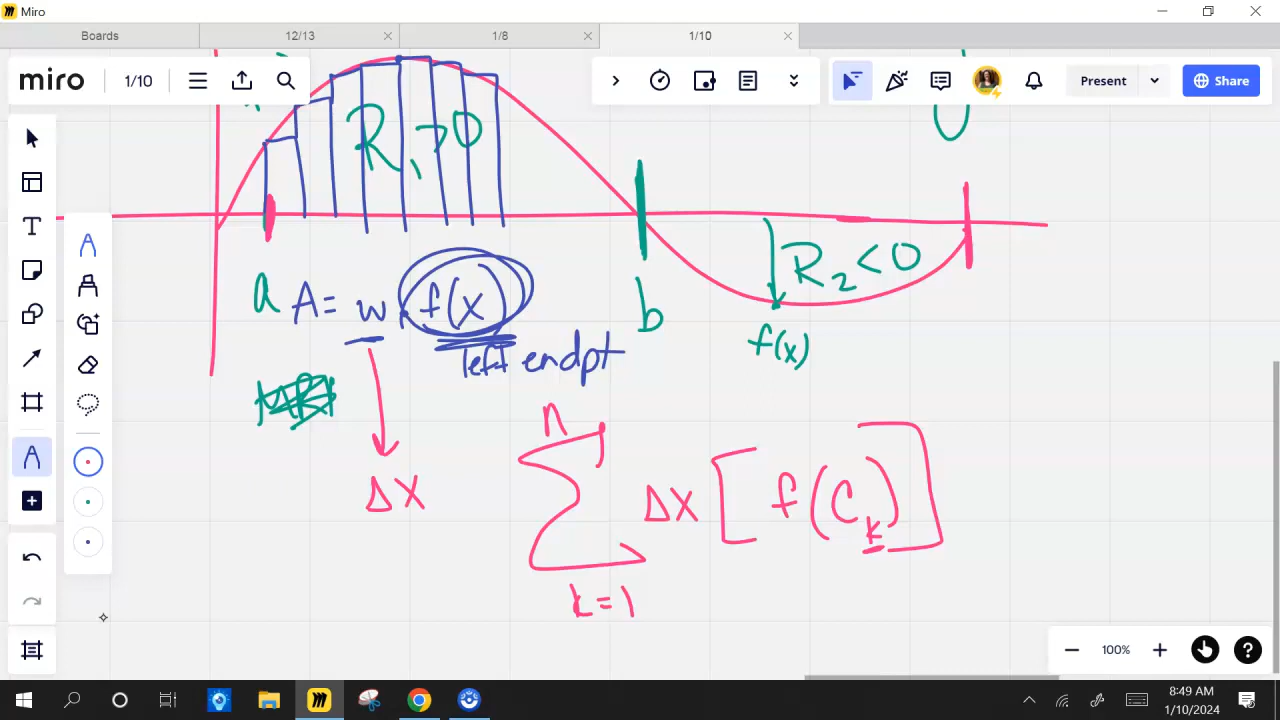 Miro
Boards
12/13
1/8
1/10
miro
1/10
Present
Share
R₁ > 0
R₂ < 0
a
A = w · f(x)
b
left endpt
f(x)
Δx
n
Σ Δx [f(C_k)]
k = 1
100%
8:49 AM
1/10/2024